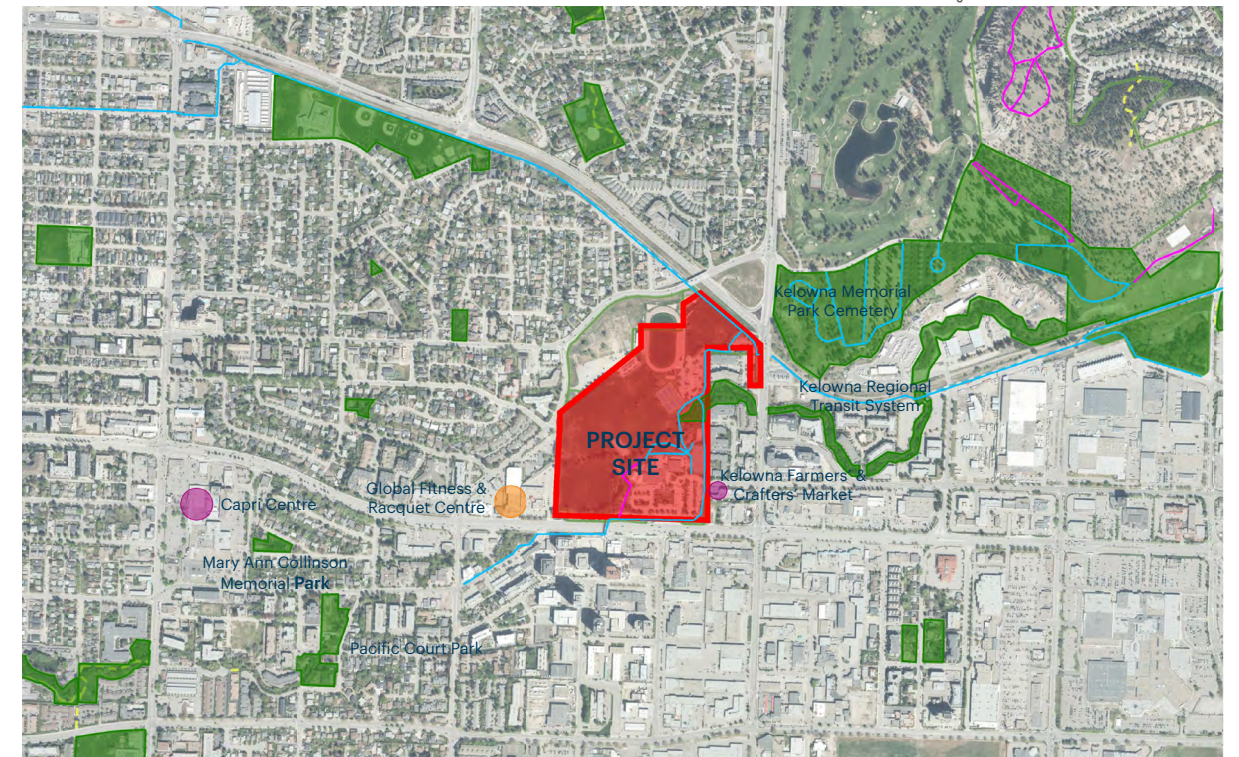 Kelowna Memorial
Park Cemetery
Kelowna Regional
Transit System
PROJECT
SITE
Kelowna Farmers' &
Crafters' Market
Global Fitness &
Racquet Centre
Capri Centre
Mary Ann Collinson
Memorial Park
Pacific Court Park